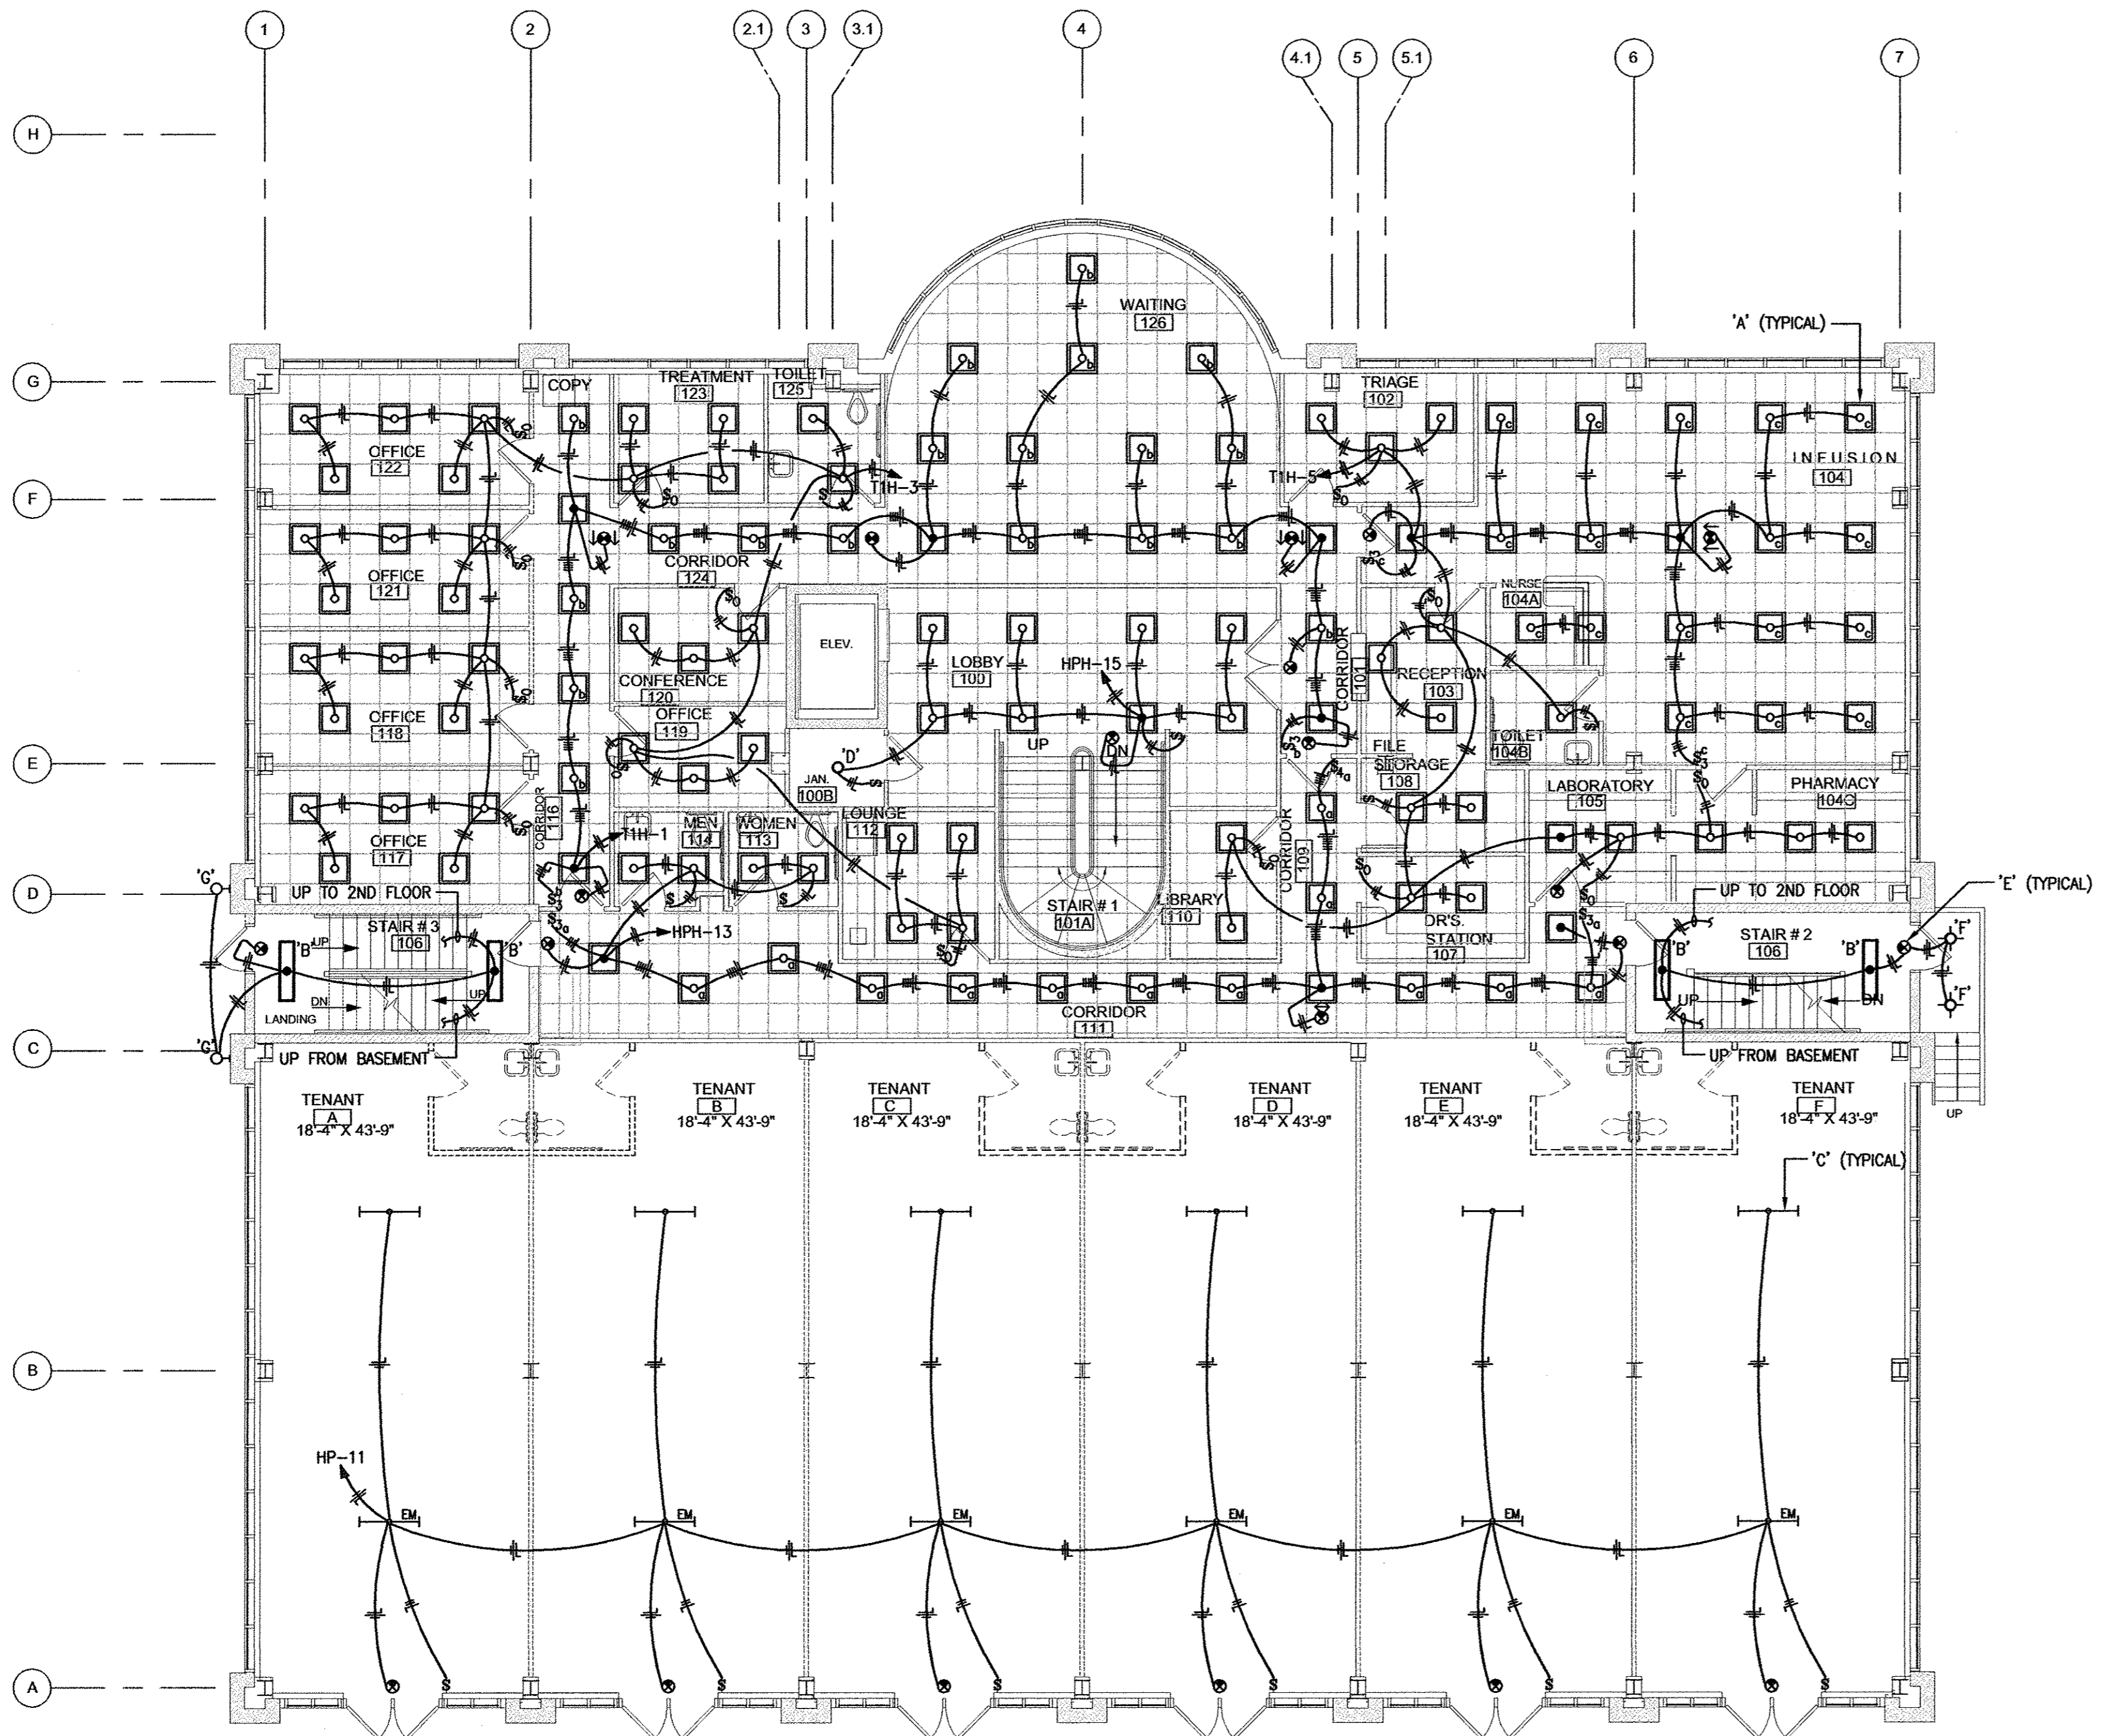 1
2
2.1
3
3.1
4
4.1
5
5.1
6
7
H
WAITING
126
'A' (TYPICAL)
G
COPY
TREATMENT
123
TOILET
125
TRIAGE
102
OFFICE
122
INFUSION
104
T1H-3
T1H-5
F
CORRIDOR
124
OFFICE
121
NURSE
104A
ELEV.
LOBBY
100
HPH-15
CORRIDOR
101
RECEPTION
103
CONFERENCE
120
OFFICE
119
OFFICE
118
UP
DN
TOILET
104B
E
'D'
JAN.
100B
FILE
STORAGE
108
LABORATORY
105
PHARMACY
104C
CORRIDOR
116
T1H-1
MEN
114
WOMEN
113
LOUNGE
112
OFFICE
117
CORRIDOR
109
D
'G'
UP TO 2ND FLOOR
STAIR # 1
101A
LIBRARY
110
UP TO 2ND FLOOR
'E' (TYPICAL)
STAIR # 3
106
HPH-13
DR'S.
STATION
107
STAIR # 2
106
'F'
'B'
UP
'B'
'B'
'B'
DN
UP
UP
DN
'F'
LANDING
CORRIDOR
111
C
'G'
UP FROM BASEMENT
UP FROM BASEMENT
TENANT
A
18'-4" X 43'-9"
TENANT
B
18'-4" X 43'-9"
TENANT
C
18'-4" X 43'-9"
TENANT
D
18'-4" X 43'-9"
TENANT
E
18'-4" X 43'-9"
TENANT
F
18'-4" X 43'-9"
UP
'C' (TYPICAL)
B
HP-11
EM
EM
EM
EM
EM
EM
A
S
S
S
S
S
S